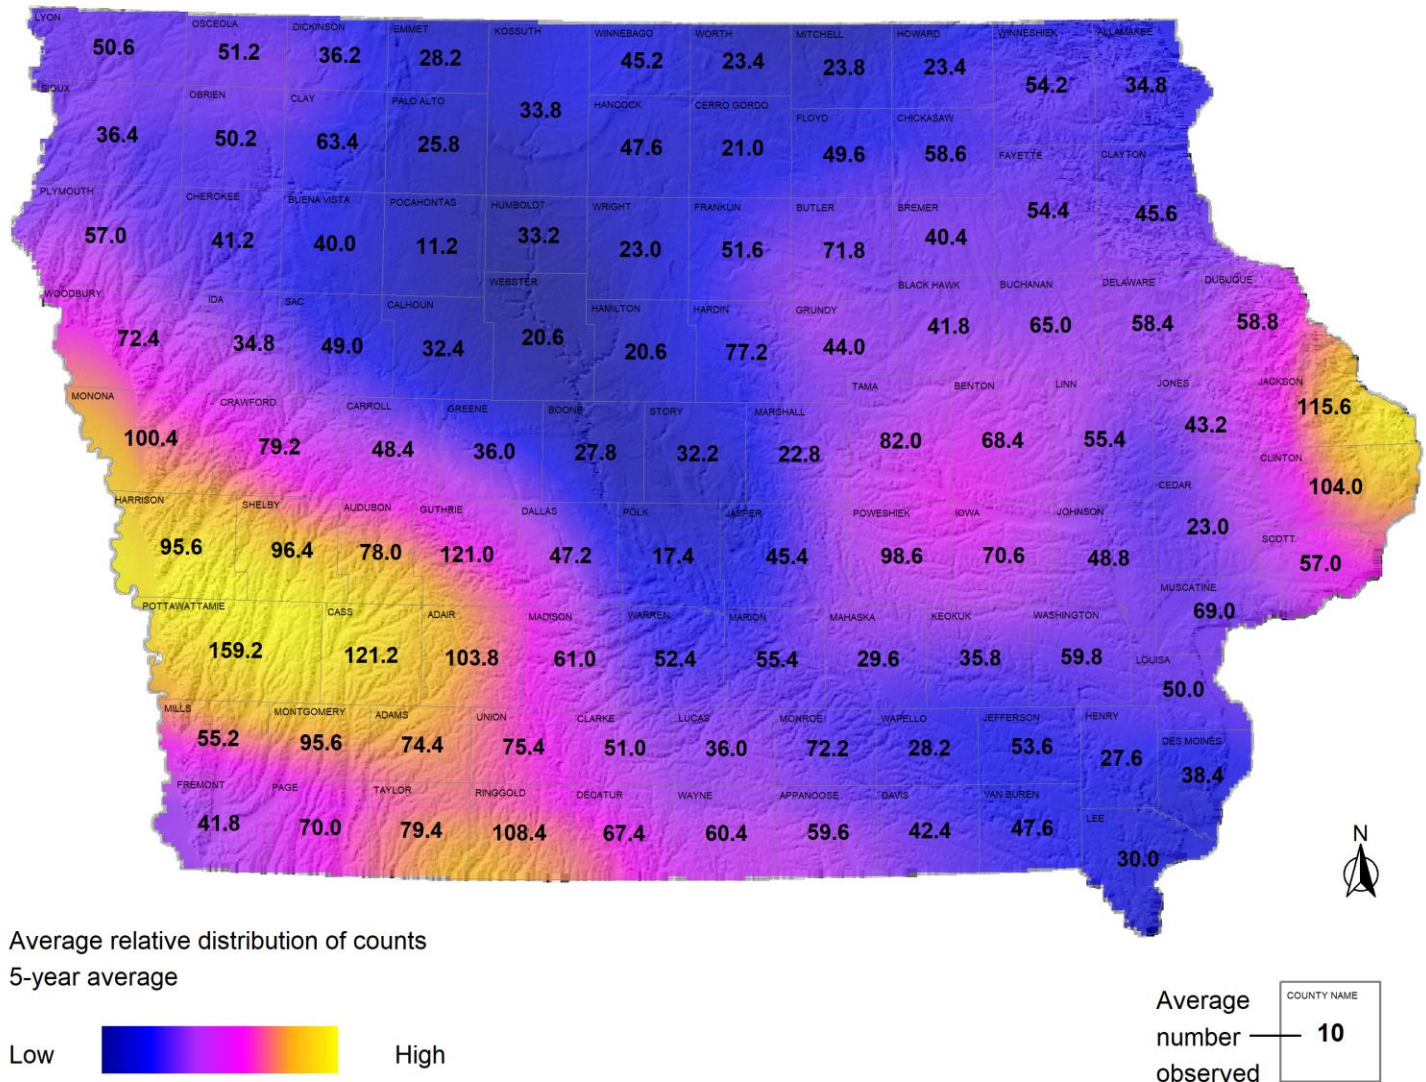 LYON
OSCEOLA
DICKINSON
EMMET
KOSSUTH
WINNEBAGO
WORTH
MITCHELL
HOWARD
WINNESHIEK
ALLAMAKEE
50.6
51.2
36.2
28.2
33.8
45.2
23.4
23.8
23.4
54.2
34.8
SIOUX
OBRIEN
CLAY
PALO ALTO
HANCOCK
CERRO GORDO
FLOYD
CHICKASAW
FAYETTE
CLAYTON
36.4
50.2
63.4
25.8
47.6
21.0
49.6
58.6
54.4
45.6
PLYMOUTH
CHEROKEE
BUENA VISTA
POCAHONTAS
HUMBOLDT
WRIGHT
FRANKLIN
BUTLER
BREMER
57.0
41.2
40.0
11.2
33.2
23.0
51.6
71.8
40.4
WOODBURY
IDA
SAC
CALHOUN
WEBSTER
HAMILTON
HARDIN
GRUNDY
BLACK HAWK
BUCHANAN
DELAWARE
DUBUQUE
72.4
34.8
49.0
32.4
20.6
20.6
77.2
44.0
41.8
65.0
58.4
58.8
MONONA
CRAWFORD
CARROLL
GREENE
BOONE
STORY
MARSHALL
TAMA
BENTON
LINN
JONES
JACKSON
100.4
79.2
48.4
36.0
27.8
32.2
22.8
82.0
68.4
55.4
43.2
115.6
CLINTON
104.0
CEDAR
23.0
HARRISON
SHELBY
AUDUBON
GUTHRIE
DALLAS
POLK
JASPER
POWESHIEK
IOWA
JOHNSON
SCOTT
95.6
96.4
78.0
121.0
47.2
17.4
45.4
98.6
70.6
48.8
57.0
MUSCATINE
69.0
POTTAWATTAMIE
CASS
ADAIR
MADISON
WARREN
MARION
MAHASKA
KEOKUK
WASHINGTON
LOUISA
159.2
121.2
103.8
61.0
52.4
55.4
29.6
35.8
59.8
50.0
MILLS
MONTGOMERY
ADAMS
UNION
CLARKE
LUCAS
MONROE
WAPELLO
JEFFERSON
HENRY
DES MOINES
55.2
95.6
74.4
75.4
51.0
36.0
72.2
28.2
53.6
27.6
38.4
FREMONT
PAGE
TAYLOR
RINGGOLD
DECATUR
WAYNE
APPANOOSE
DAVIS
VAN BUREN
LEE
41.8
70.0
79.4
108.4
67.4
60.4
59.6
42.4
47.6
30.0
N
Average relative distribution of counts
5-year average
Low
High
Average
number
observed
COUNTY NAME
10